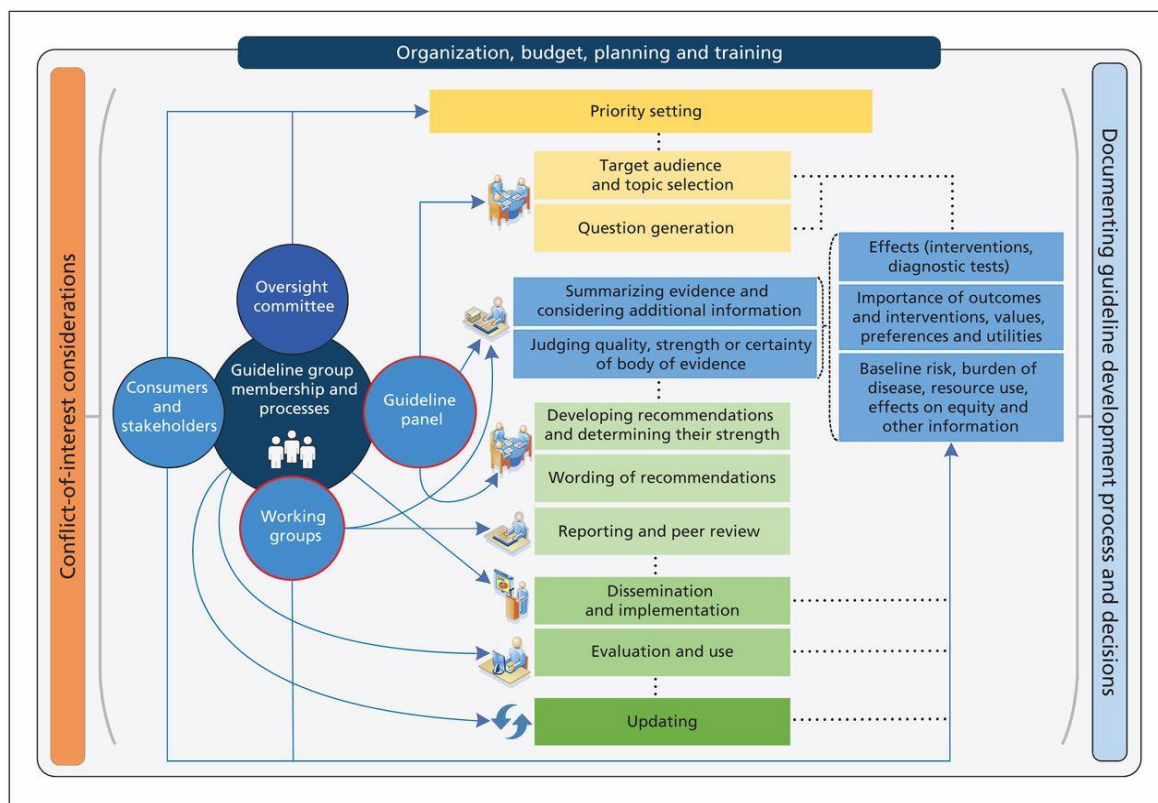 Organization, budget, planning and training
Conflict-of-interest considerations
Documenting guideline development process and decisions
Priority setting
Target audience
and topic selection
Question generation
Oversight
committee
Guideline group
membership and
processes
Consumers
and
stakeholders
Guideline
panel
Working
groups
Summarizing evidence and
considering additional information
Judging quality, strength or certainty
of body of evidence
Effects (interventions,
diagnostic tests)
Importance of outcomes
and interventions, values,
preferences and utilities
Baseline risk, burden of
disease, resource use,
effects on equity and
other information
Developing recommendations
and determining their strength
Wording of recommendations
Reporting and peer review
Dissemination
and implementation
Evaluation and use
Updating